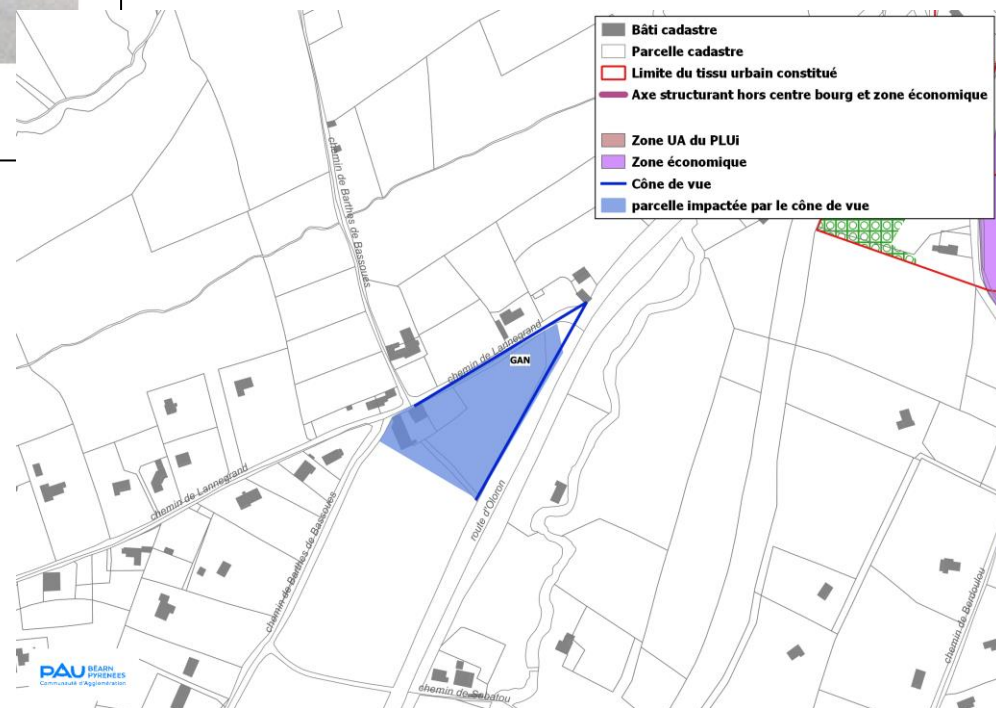 Bâti cadastre
Parcelle cadastre
Limite du tissu urbain constitué
Axe structurant hors centre bourg et zone économique
Zone UA du PLUi
Zone économique
Cône de vue
parcelle impactée par le cône de vue
chemin de Barthes de Bassoues
chemin de Lannegrand
GAN
chemin de Lannegrand
chemin de Barthes de Bassoues
route d'Oloron
chemin de Berdoulou
chemin de Sabatou
PAU BÉARN
PYRÉNÉES
Communauté d'Agglomération